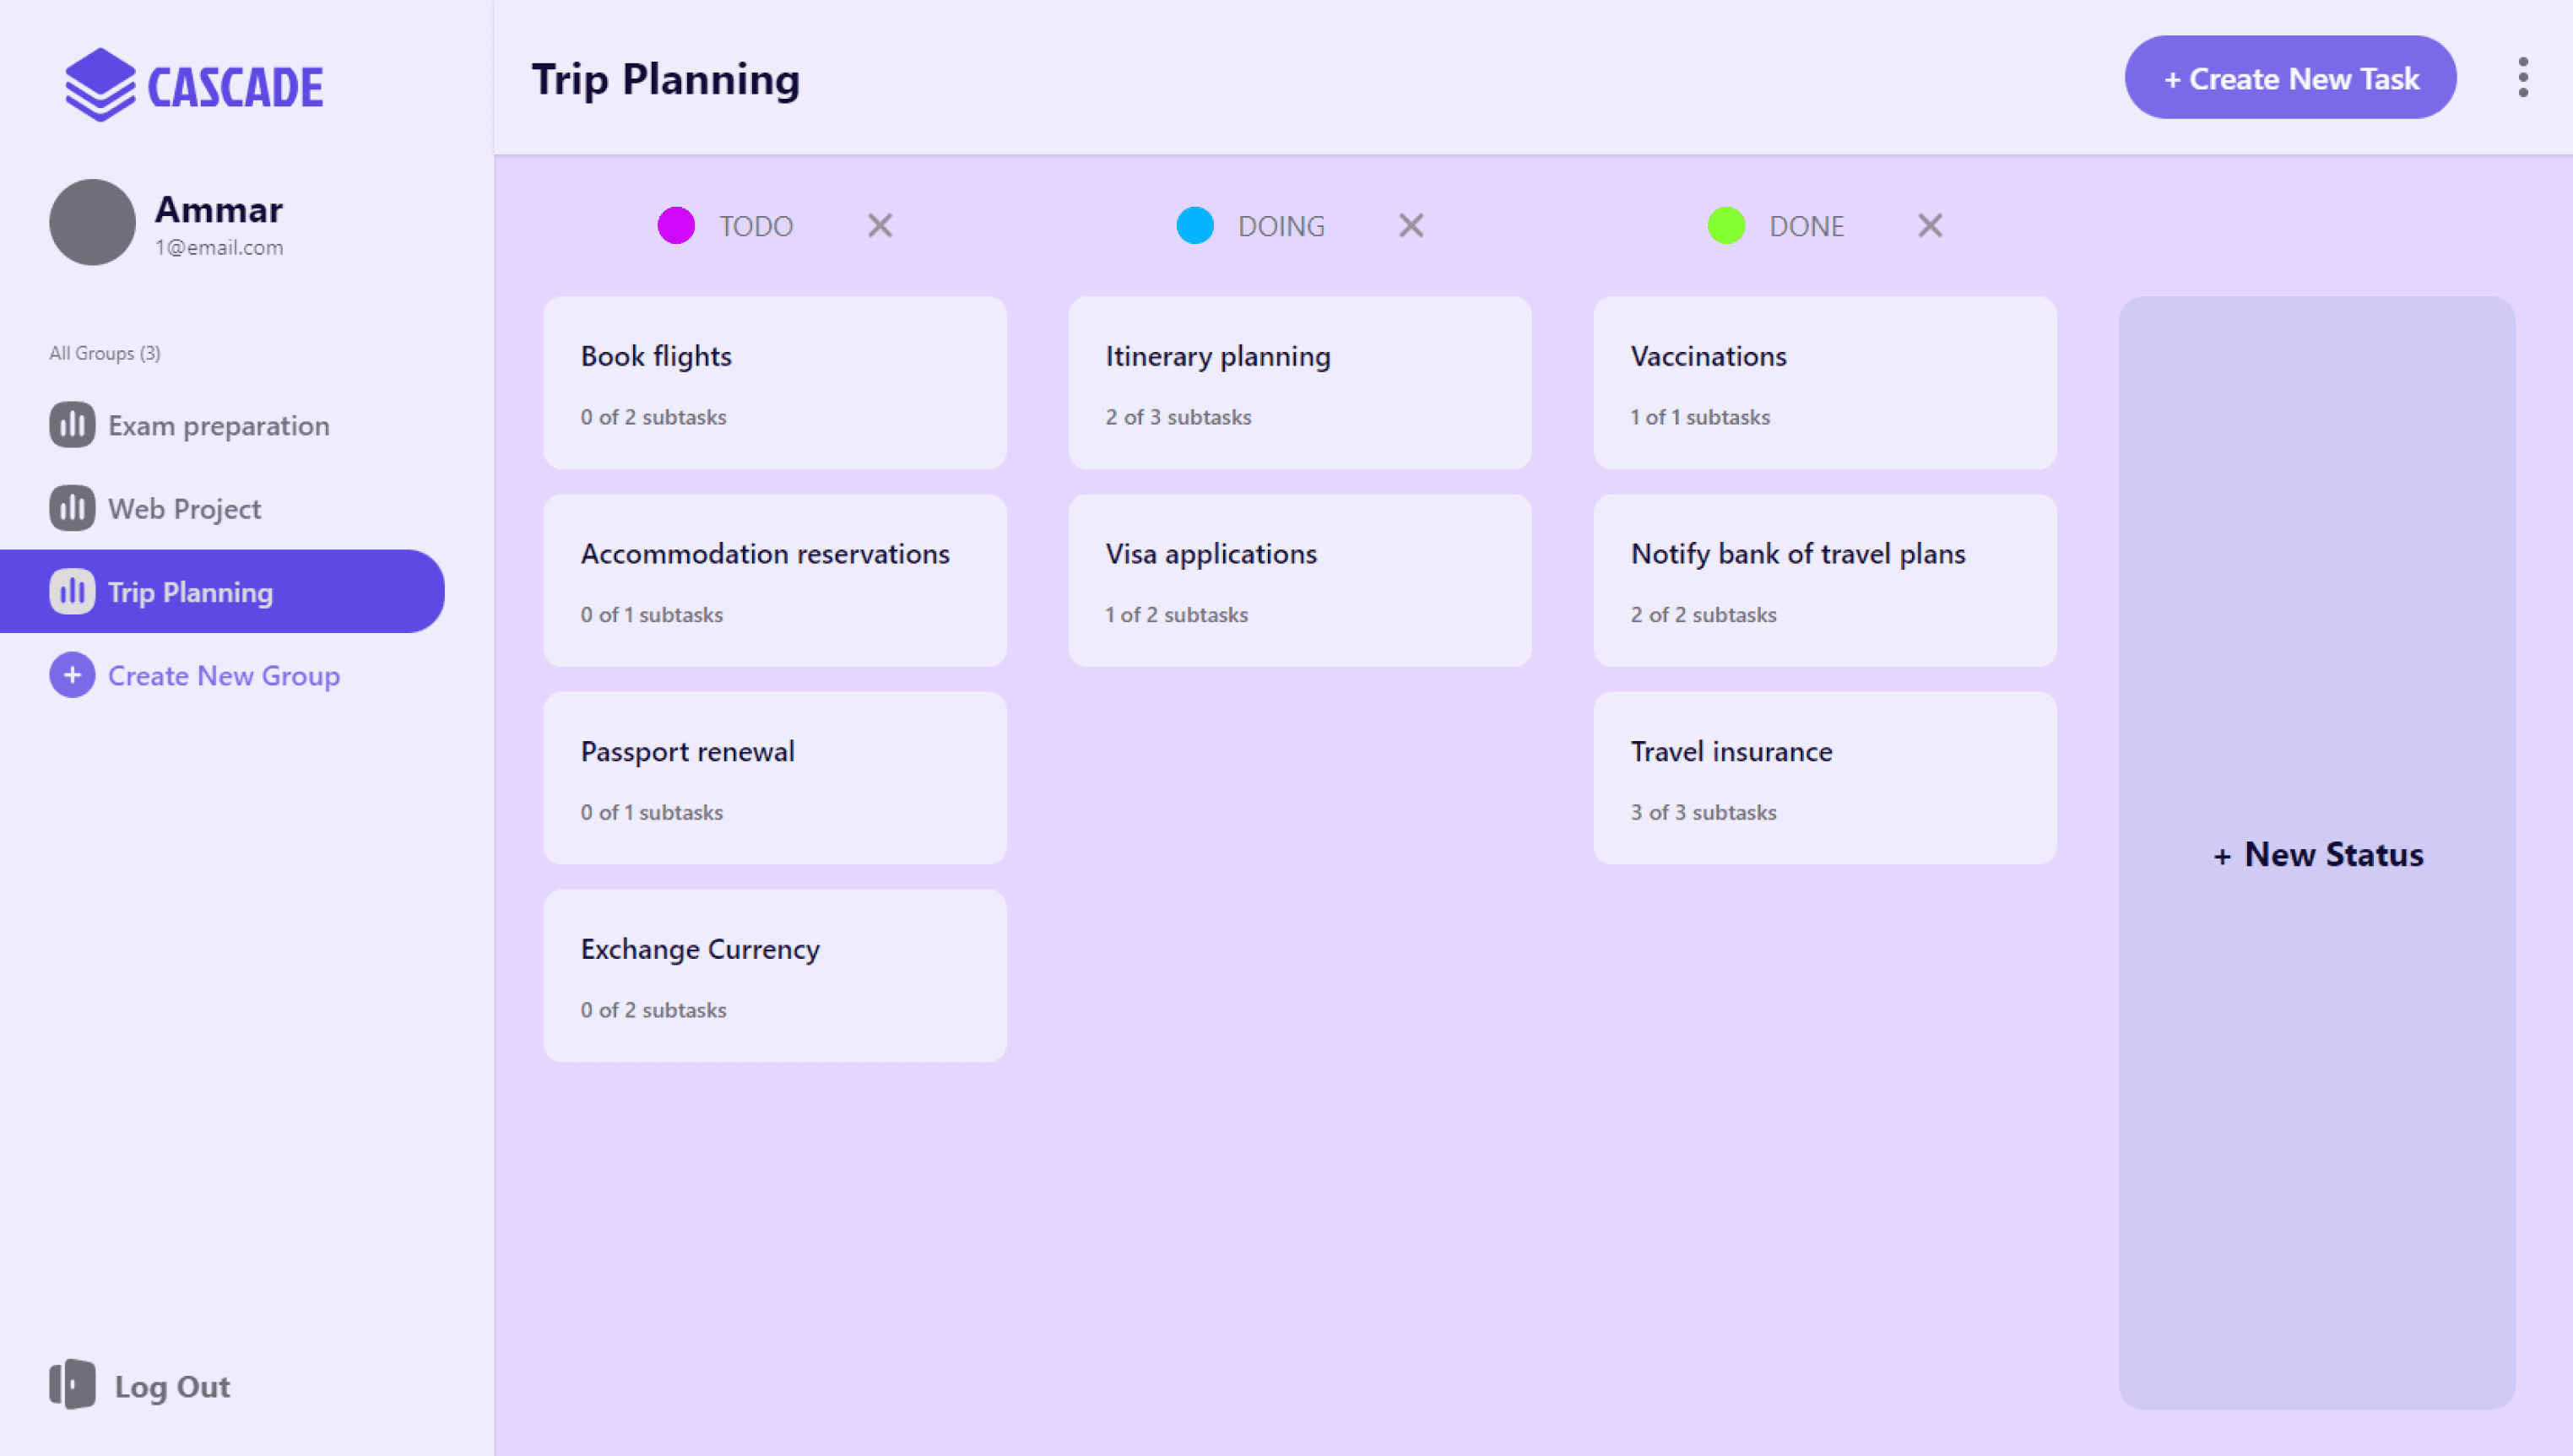 CASCADE
Ammar
1@email.com
All Groups (3)
Exam preparation
Web Project
Trip Planning
+ Create New Group
Log Out
Trip Planning
+ Create New Task
TODO
Book flights
0 of 2 subtasks
Accommodation reservations
0 of 1 subtasks
Passport renewal
0 of 1 subtasks
Exchange Currency
0 of 2 subtasks
DOING
Itinerary planning
2 of 3 subtasks
Visa applications
1 of 2 subtasks
DONE
Vaccinations
1 of 1 subtasks
Notify bank of travel plans
2 of 2 subtasks
Travel insurance
3 of 3 subtasks
+ New Status